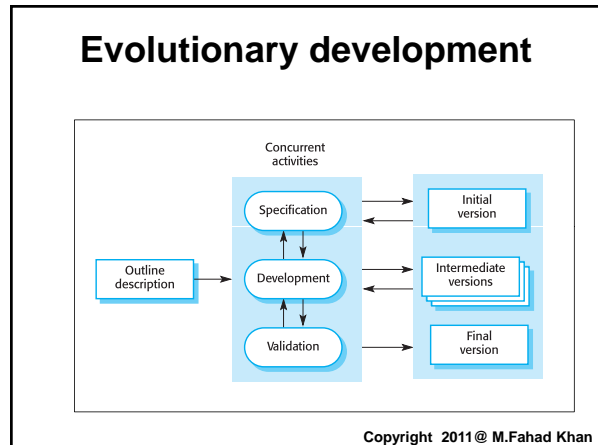 Evolutionary development
Concurrent
activities
Specification
Initial
version
Outline
description
Development
Intermediate
versions
Validation
Final
version
Copyright 2011@ M.Fahad Khan